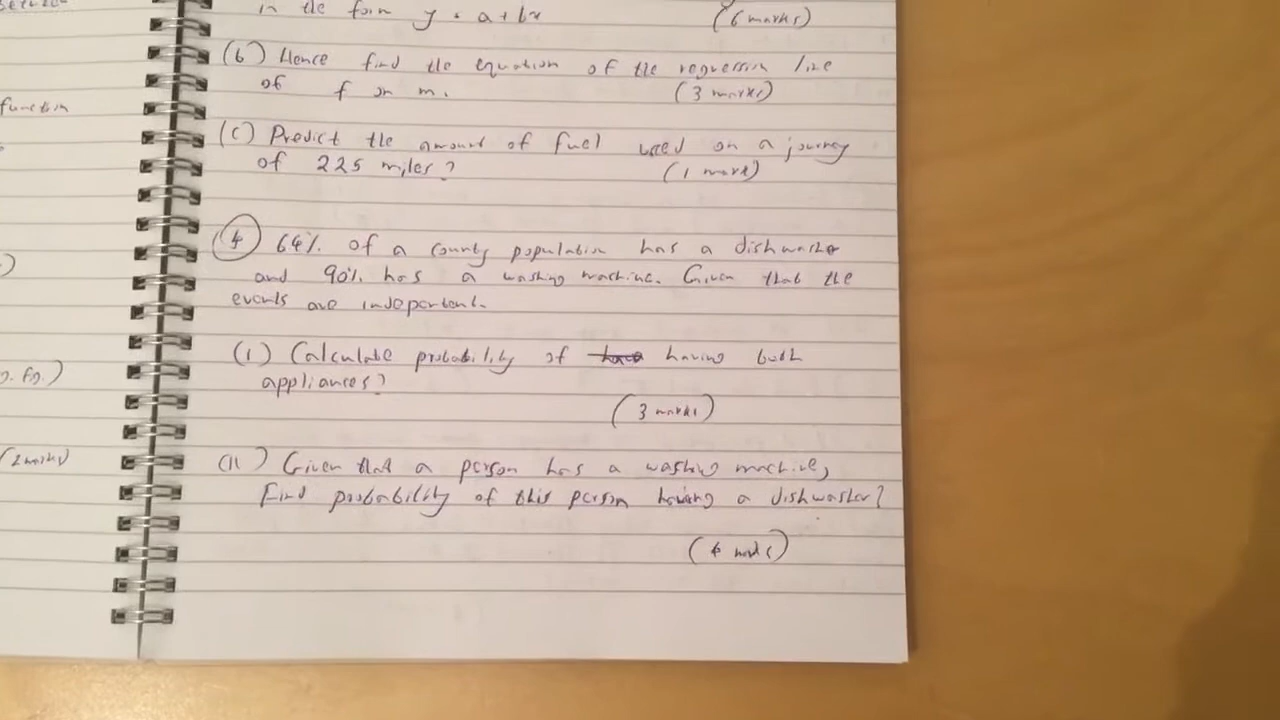 function
(2 marks)
in the form y = a + bx (6 marks)
(b) Hence find the equation of the regression line
of f on m. (3 marks)
(c) Predict the amount of fuel used on a journey
of 225 miles? (1 mark)
4 64% of a county population has a dishwasher
and 90% has a washing machine. Given that the
events are independent.
(i) Calculate probability of having both
appliances?
(3 marks)
(ii) Given that a person has a washing machine,
Find probability of this person having a dishwasher?
(4 marks)